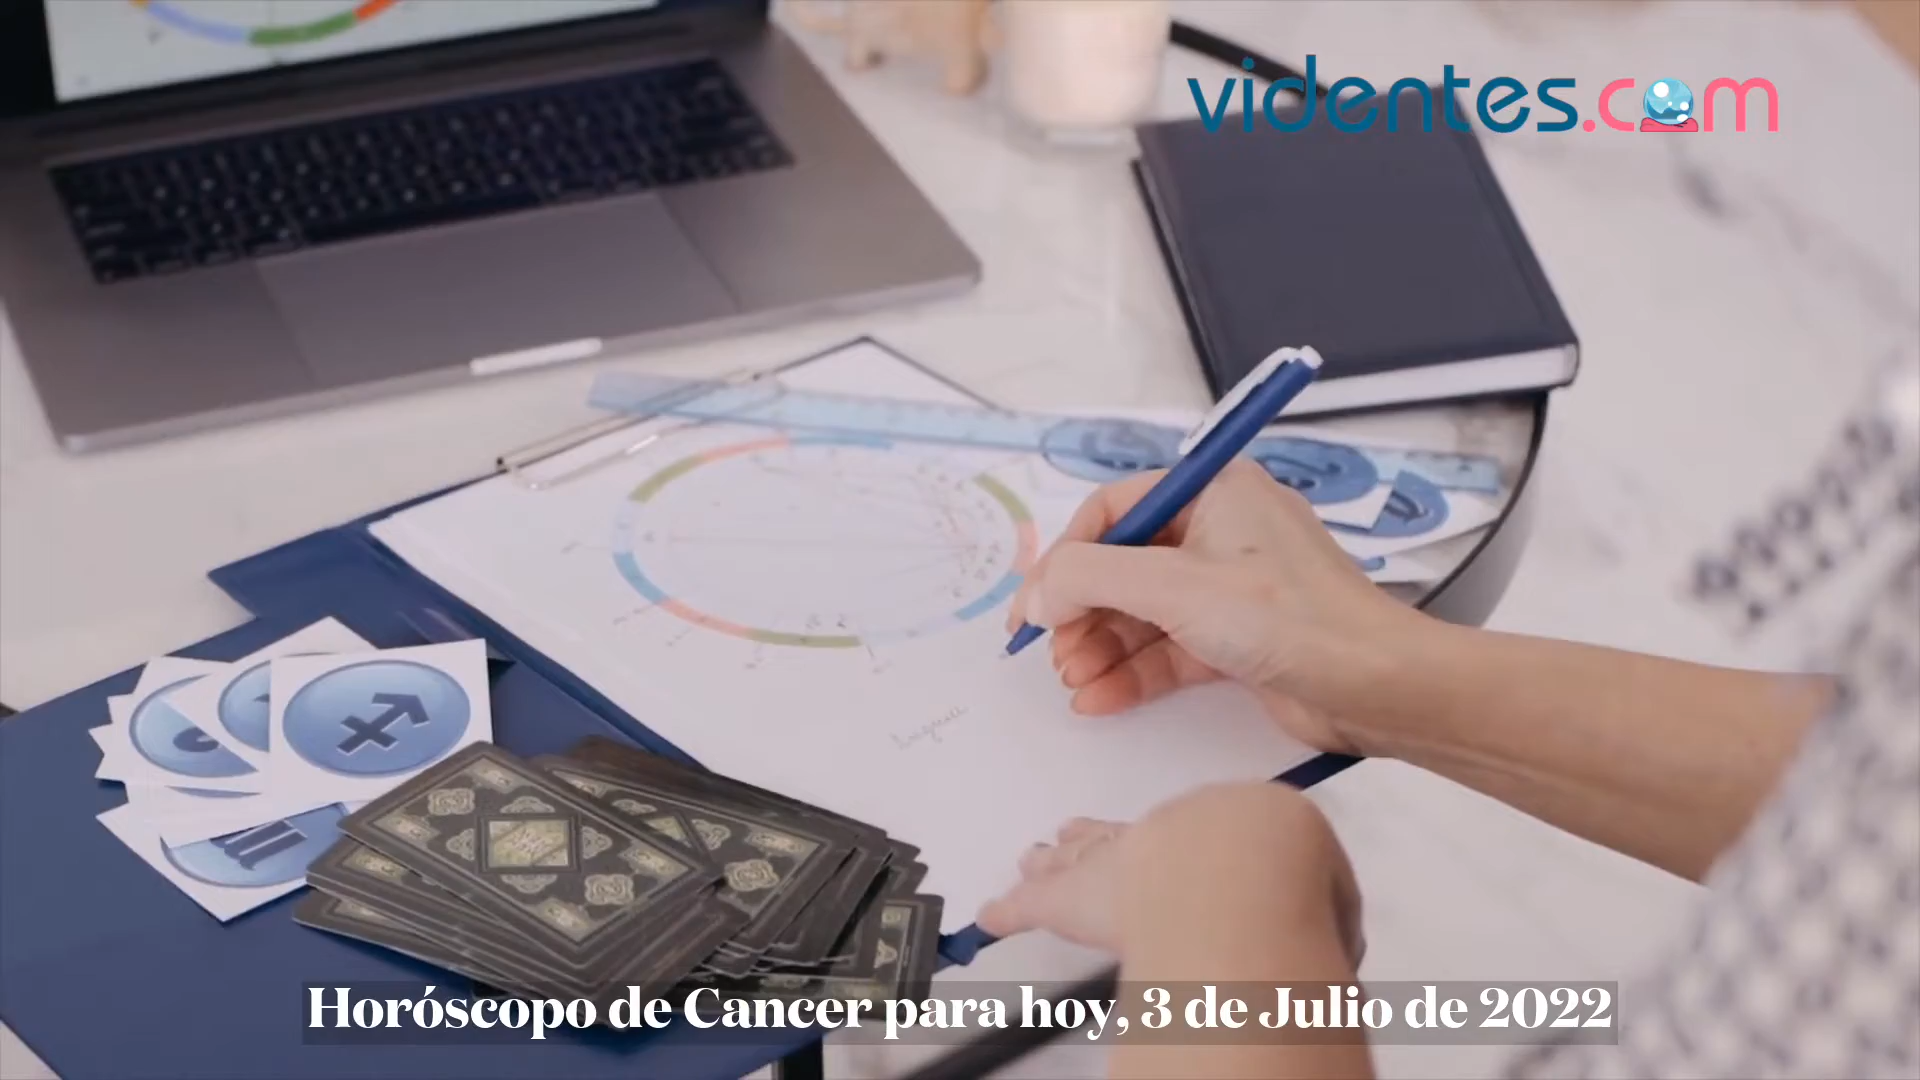 videntes.com
Horóscopo de Cancer para hoy, 3 de Julio de 2022